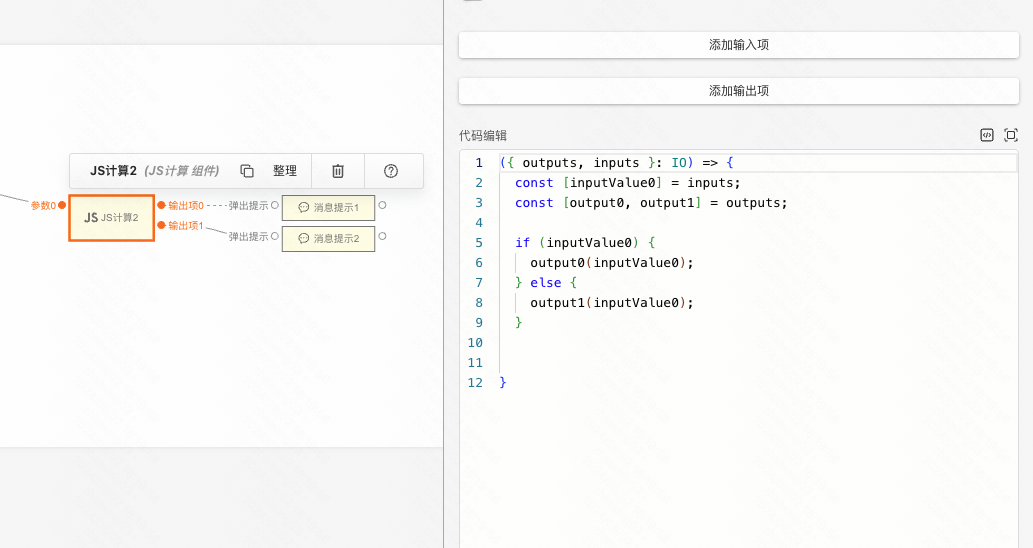 添加输入项
添加输出项
代码编辑
JS计算2 (JS计算 组件) 整理
参数0 JS JS计算2 输出项0 弹出提示 消息提示1
输出项1 弹出提示 消息提示2
1 ({ outputs, inputs }: IO) => {
2 const [inputValue0] = inputs;
3 const [output0, output1] = outputs;
4
5 if (inputValue0) {
6 output0(inputValue0);
7 } else {
8 output1(inputValue0);
9 }
10
11
12 }